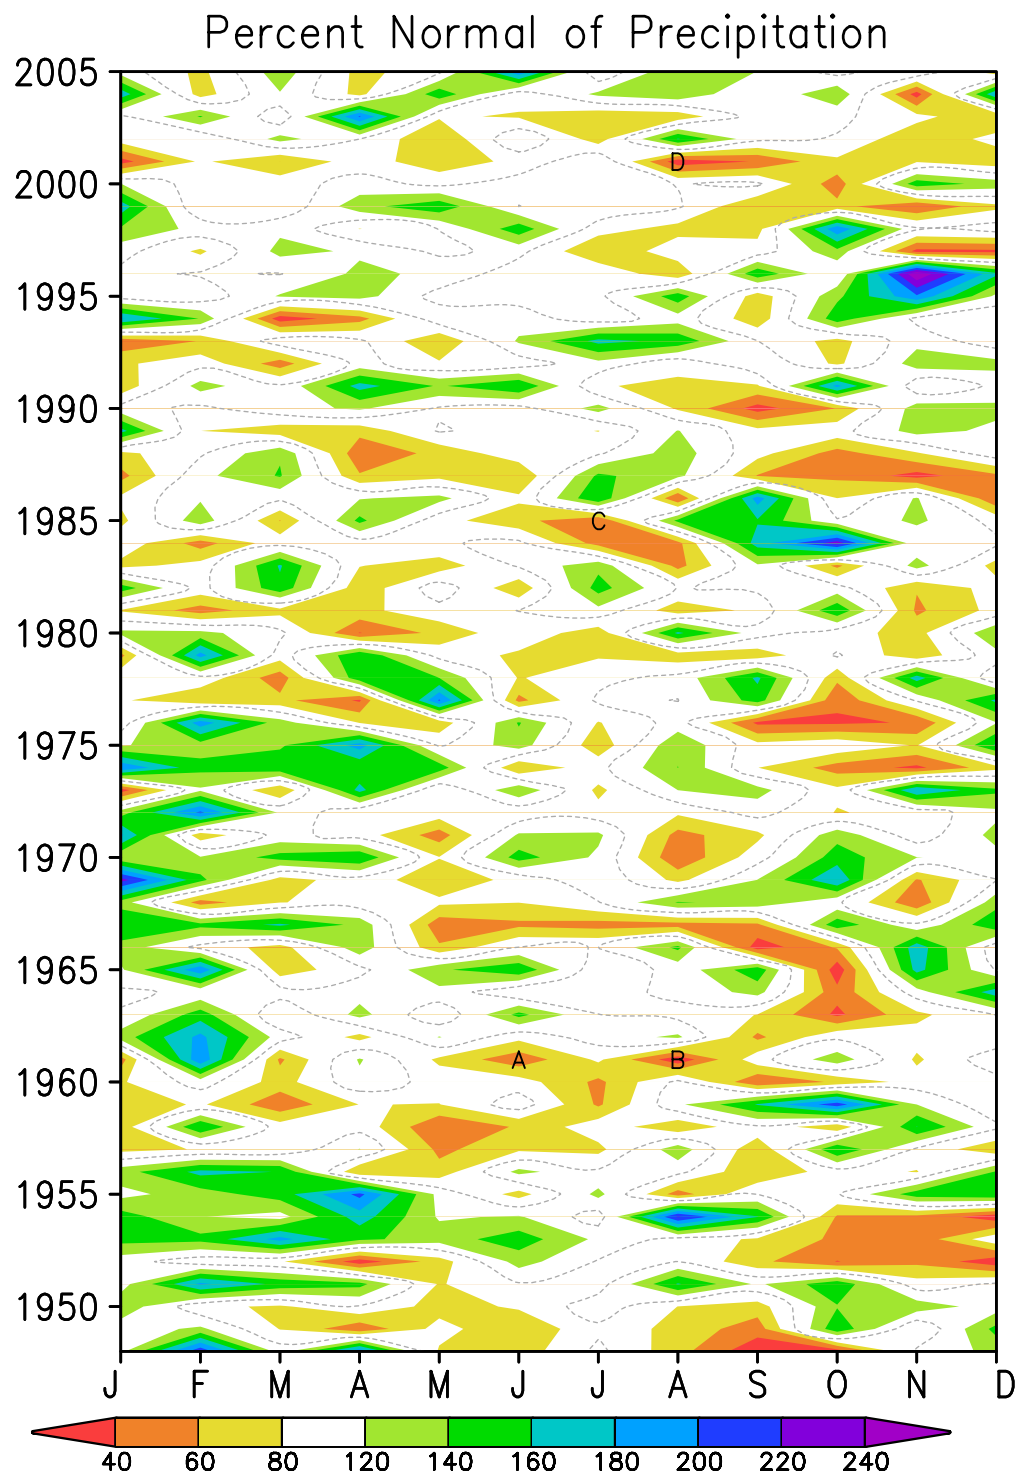 Percent Normal of Precipitation
2005
D
2000
1995
1990
C
1985
1980
1975
1970
1965
A B
1960
1955
1950
J F M A M J J A S O N D
40 60 80 120 140 160 180 200 220 240